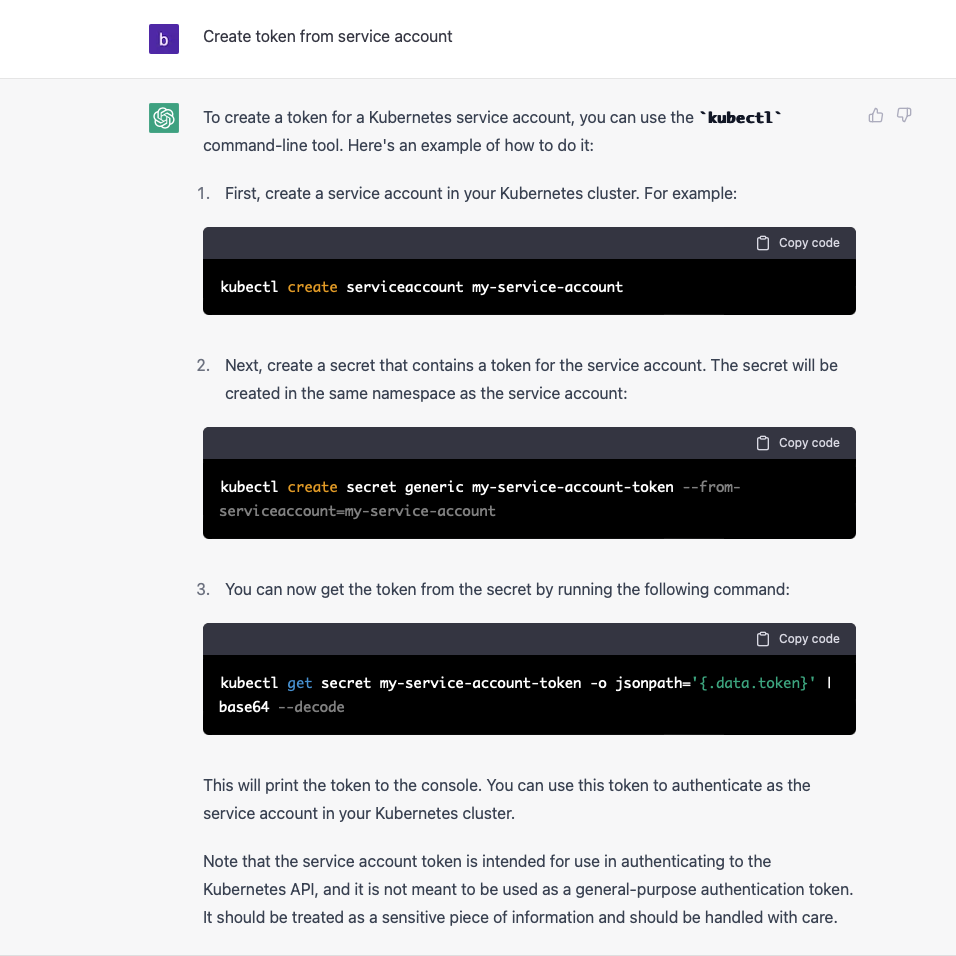 b
Create token from service account
To create a token for a Kubernetes service account, you can use the `kubectl`
command-line tool. Here's an example of how to do it:
1. First, create a service account in your Kubernetes cluster. For example:
Copy code
kubectl create serviceaccount my-service-account
2. Next, create a secret that contains a token for the service account. The secret will be
created in the same namespace as the service account:
Copy code
kubectl create secret generic my-service-account-token --from-
serviceaccount=my-service-account
3. You can now get the token from the secret by running the following command:
Copy code
kubectl get secret my-service-account-token -o jsonpath='{.data.token}' |
base64 --decode
This will print the token to the console. You can use this token to authenticate as the
service account in your Kubernetes cluster.
Note that the service account token is intended for use in authenticating to the
Kubernetes API, and it is not meant to be used as a general-purpose authentication token.
It should be treated as a sensitive piece of information and should be handled with care.